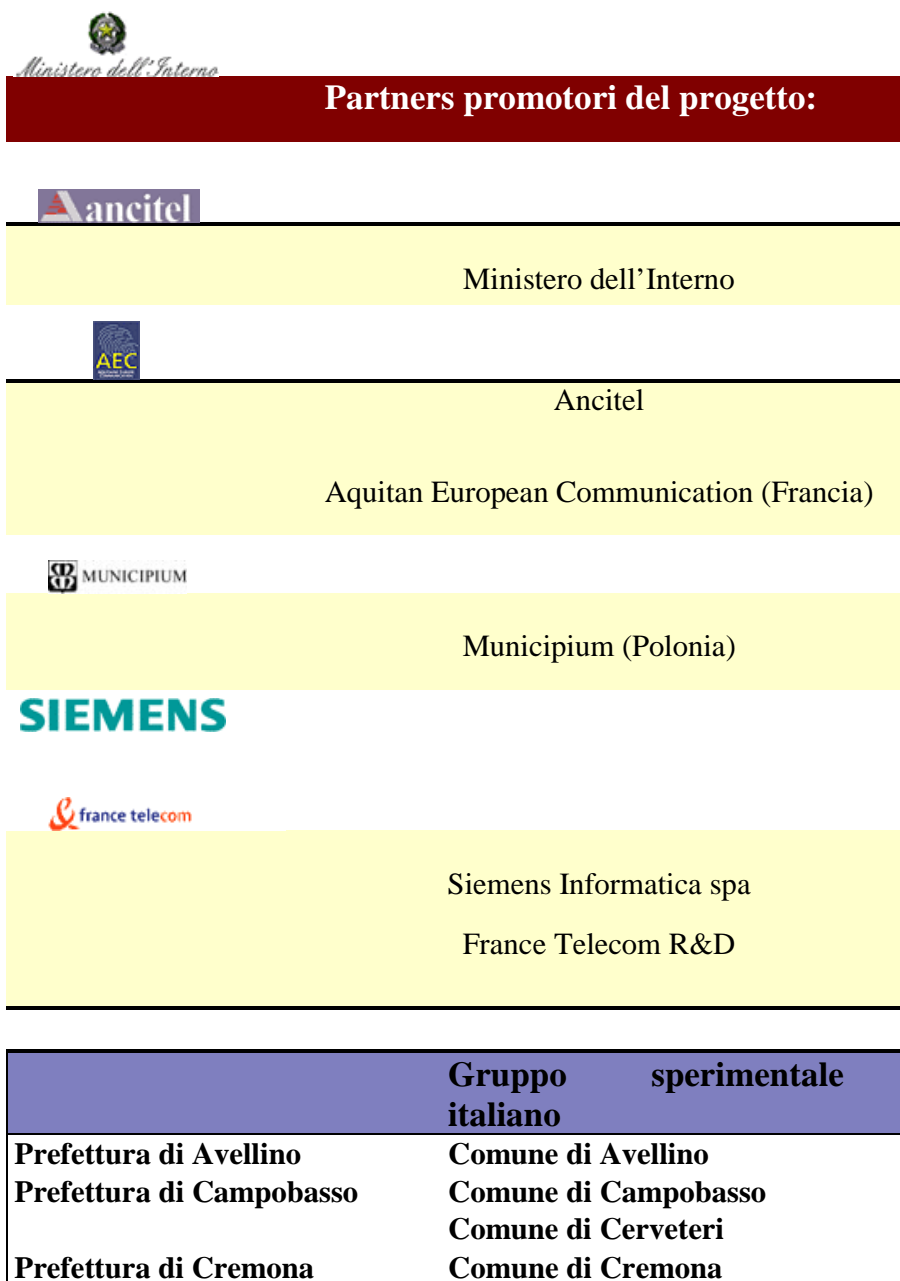 Ministero dell'Interno
Partners promotori del progetto:
ancitel
Ministero dell'Interno
AEC
Ancitel
Aquitan European Communication (Francia)
MUNICIPIUM
Municipium (Polonia)
SIEMENS
france telecom
Siemens Informatica spa
France Telecom R&D
Gruppo sperimentale
italiano
Prefettura di Avellino Comune di Avellino
Prefettura di Campobasso Comune di Campobasso
Comune di Cerveteri
Prefettura di Cremona Comune di Cremona